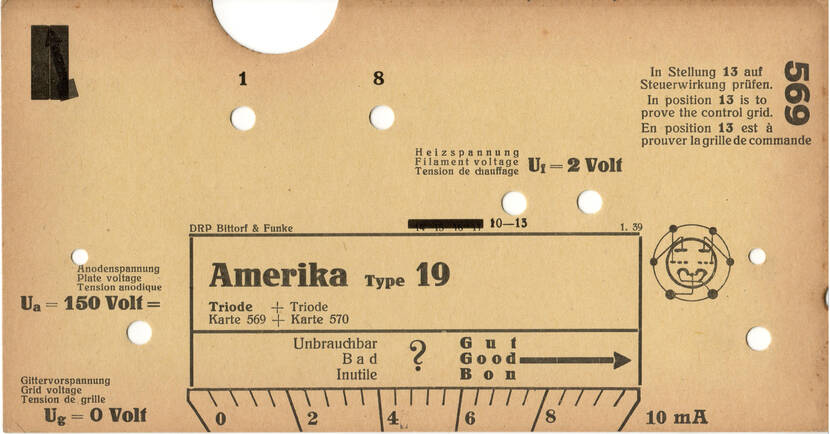 1 8
In Stellung 13 auf
Steuerwirkung prüfen.
In position 13 is to
prove the control grid.
En position 13 est à
prouver la grille de commande
569
Heizspannung
Filament voltage
Tension de chauffage
Uf = 2 Volt
DRP Bittorf & Funke
10—13
1. 39
Anodenspannung
Plate voltage
Tension anodique
Ua = 150 Volt =
Amerika Type 19
Triode + Triode
Karte 569 + Karte 570
Unbrauchbar
Bad
Inutile
?
Gut
Good
Bon
Gittervorspannung
Grid voltage
Tension de grille
Ug = 0 Volt
0 2 4 6 8 10 mA